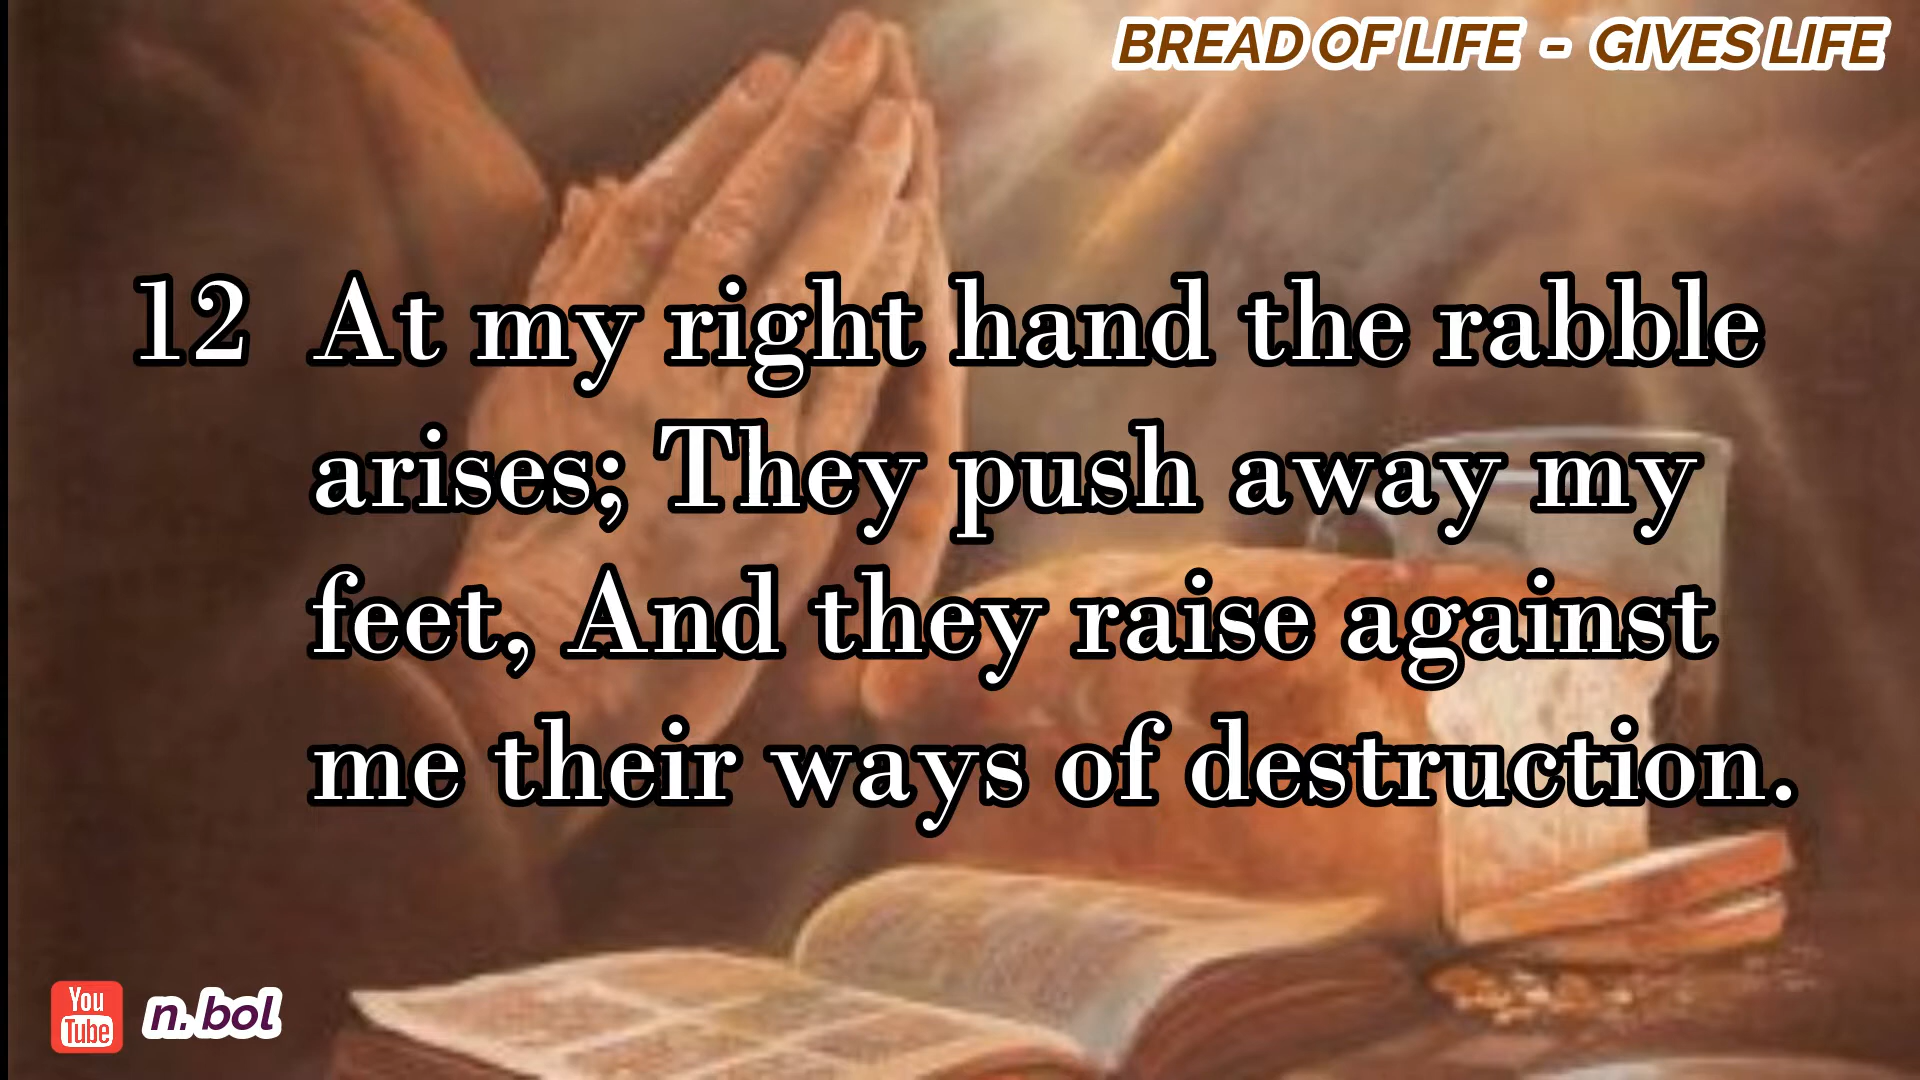 BREAD OF LIFE - GIVES LIFE
12 At my right hand the rabble
arises; They push away my
feet, And they raise against
me their ways of destruction.
You
Tube
n. bol